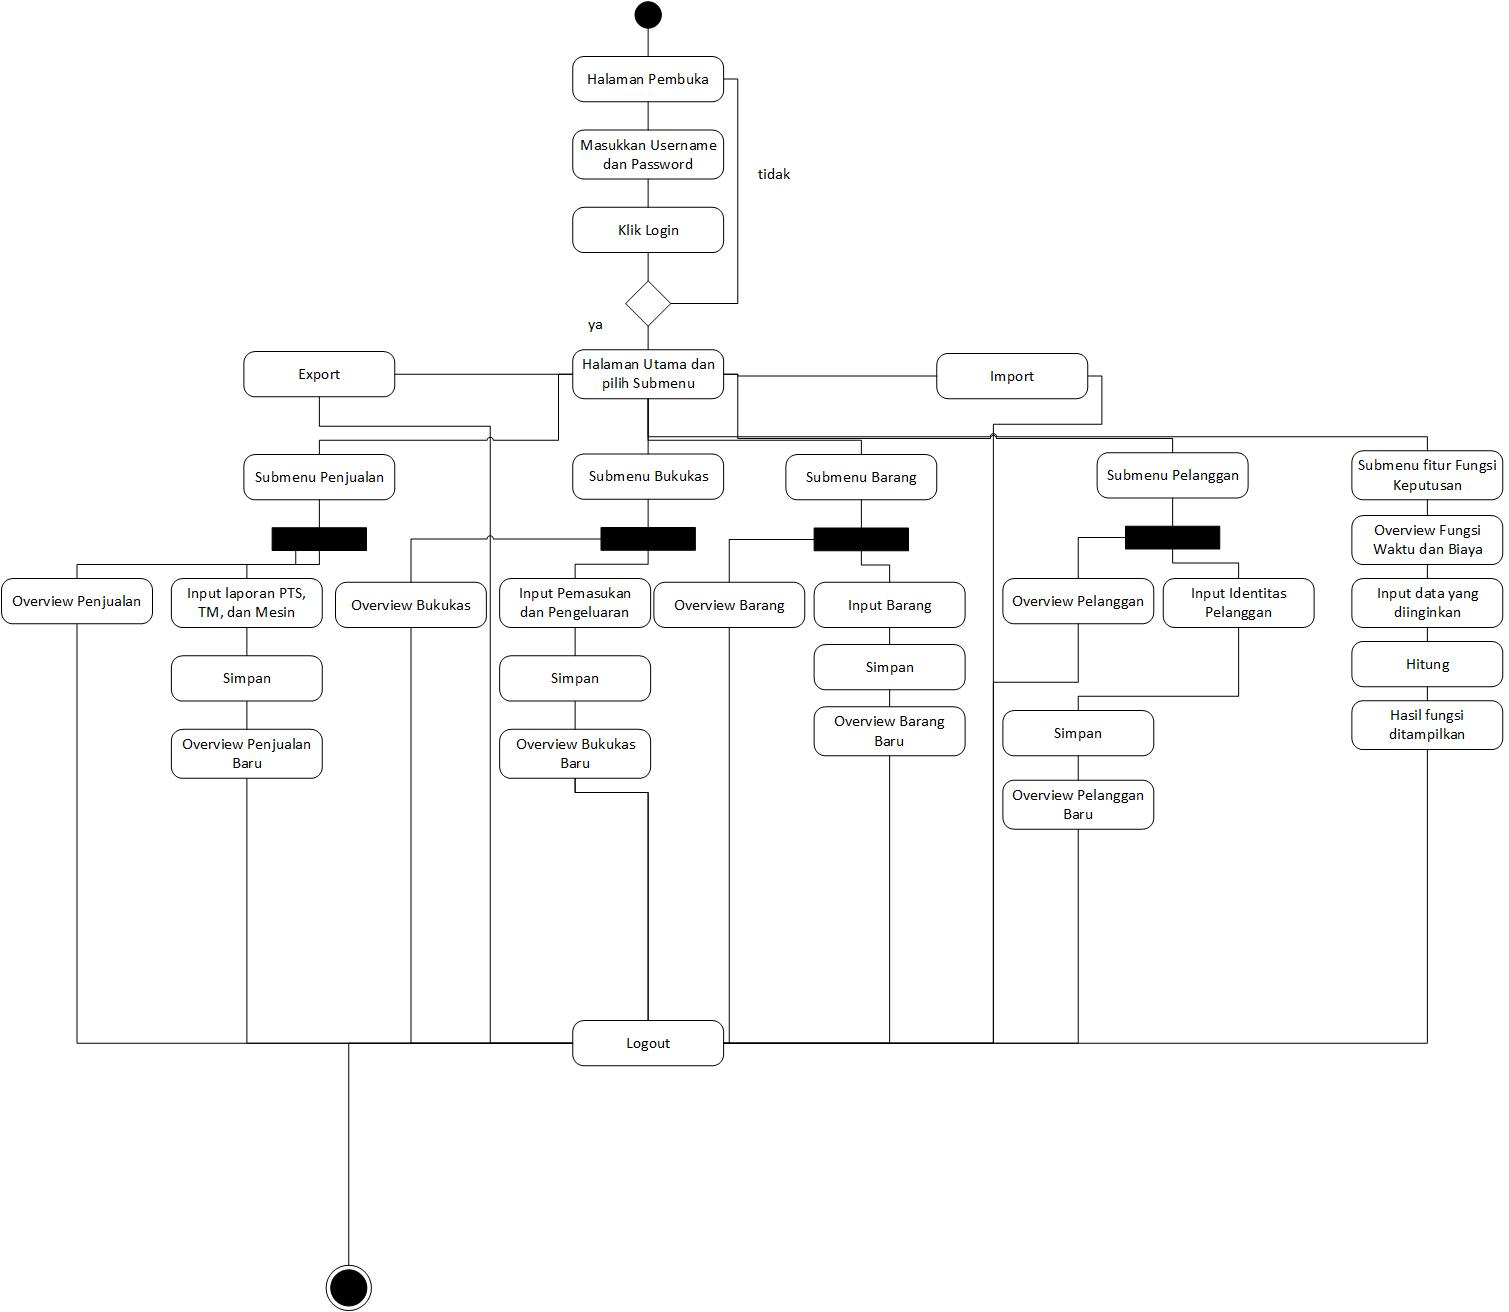 Halaman Pembuka
Masukkan Username
dan Password
tidak
Klik Login
ya
Export
Halaman Utama dan
pilih Submenu
Import
Submenu Penjualan
Submenu Bukukas
Submenu Barang
Submenu Pelanggan
Submenu fitur Fungsi
Keputusan
Overview Fungsi
Waktu dan Biaya
Overview Penjualan
Input laporan PTS,
TM, dan Mesin
Overview Bukukas
Input Pemasukan
dan Pengeluaran
Overview Barang
Input Barang
Overview Pelanggan
Input Identitas
Pelanggan
Input data yang
diinginkan
Simpan
Simpan
Simpan
Hitung
Overview Penjualan
Baru
Overview Bukukas
Baru
Overview Barang
Baru
Simpan
Hasil fungsi
ditampilkan
Overview Pelanggan
Baru
Logout